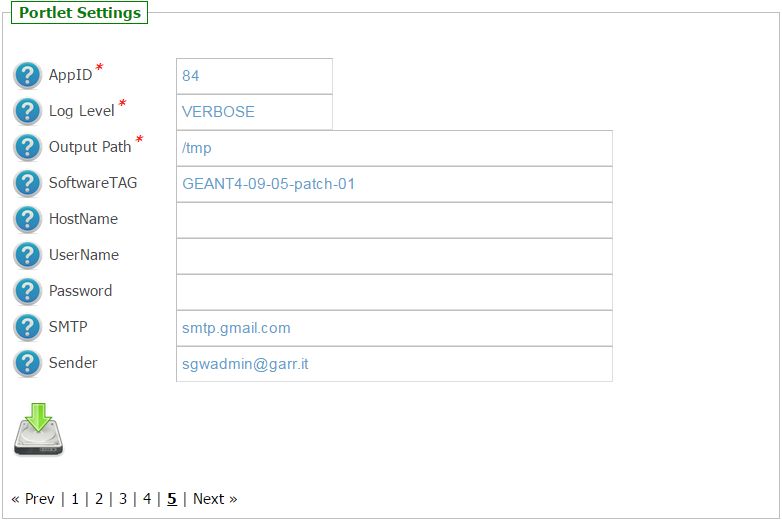 Portlet Settings
AppID* 84
Log Level* VERBOSE
Output Path* /tmp
SoftwareTAG GEANT4-09-05-patch-01
HostName
UserName
Password
SMTP smtp.gmail.com
Sender sgwadmin@garr.it
« Prev | 1 | 2 | 3 | 4 | 5 | Next »